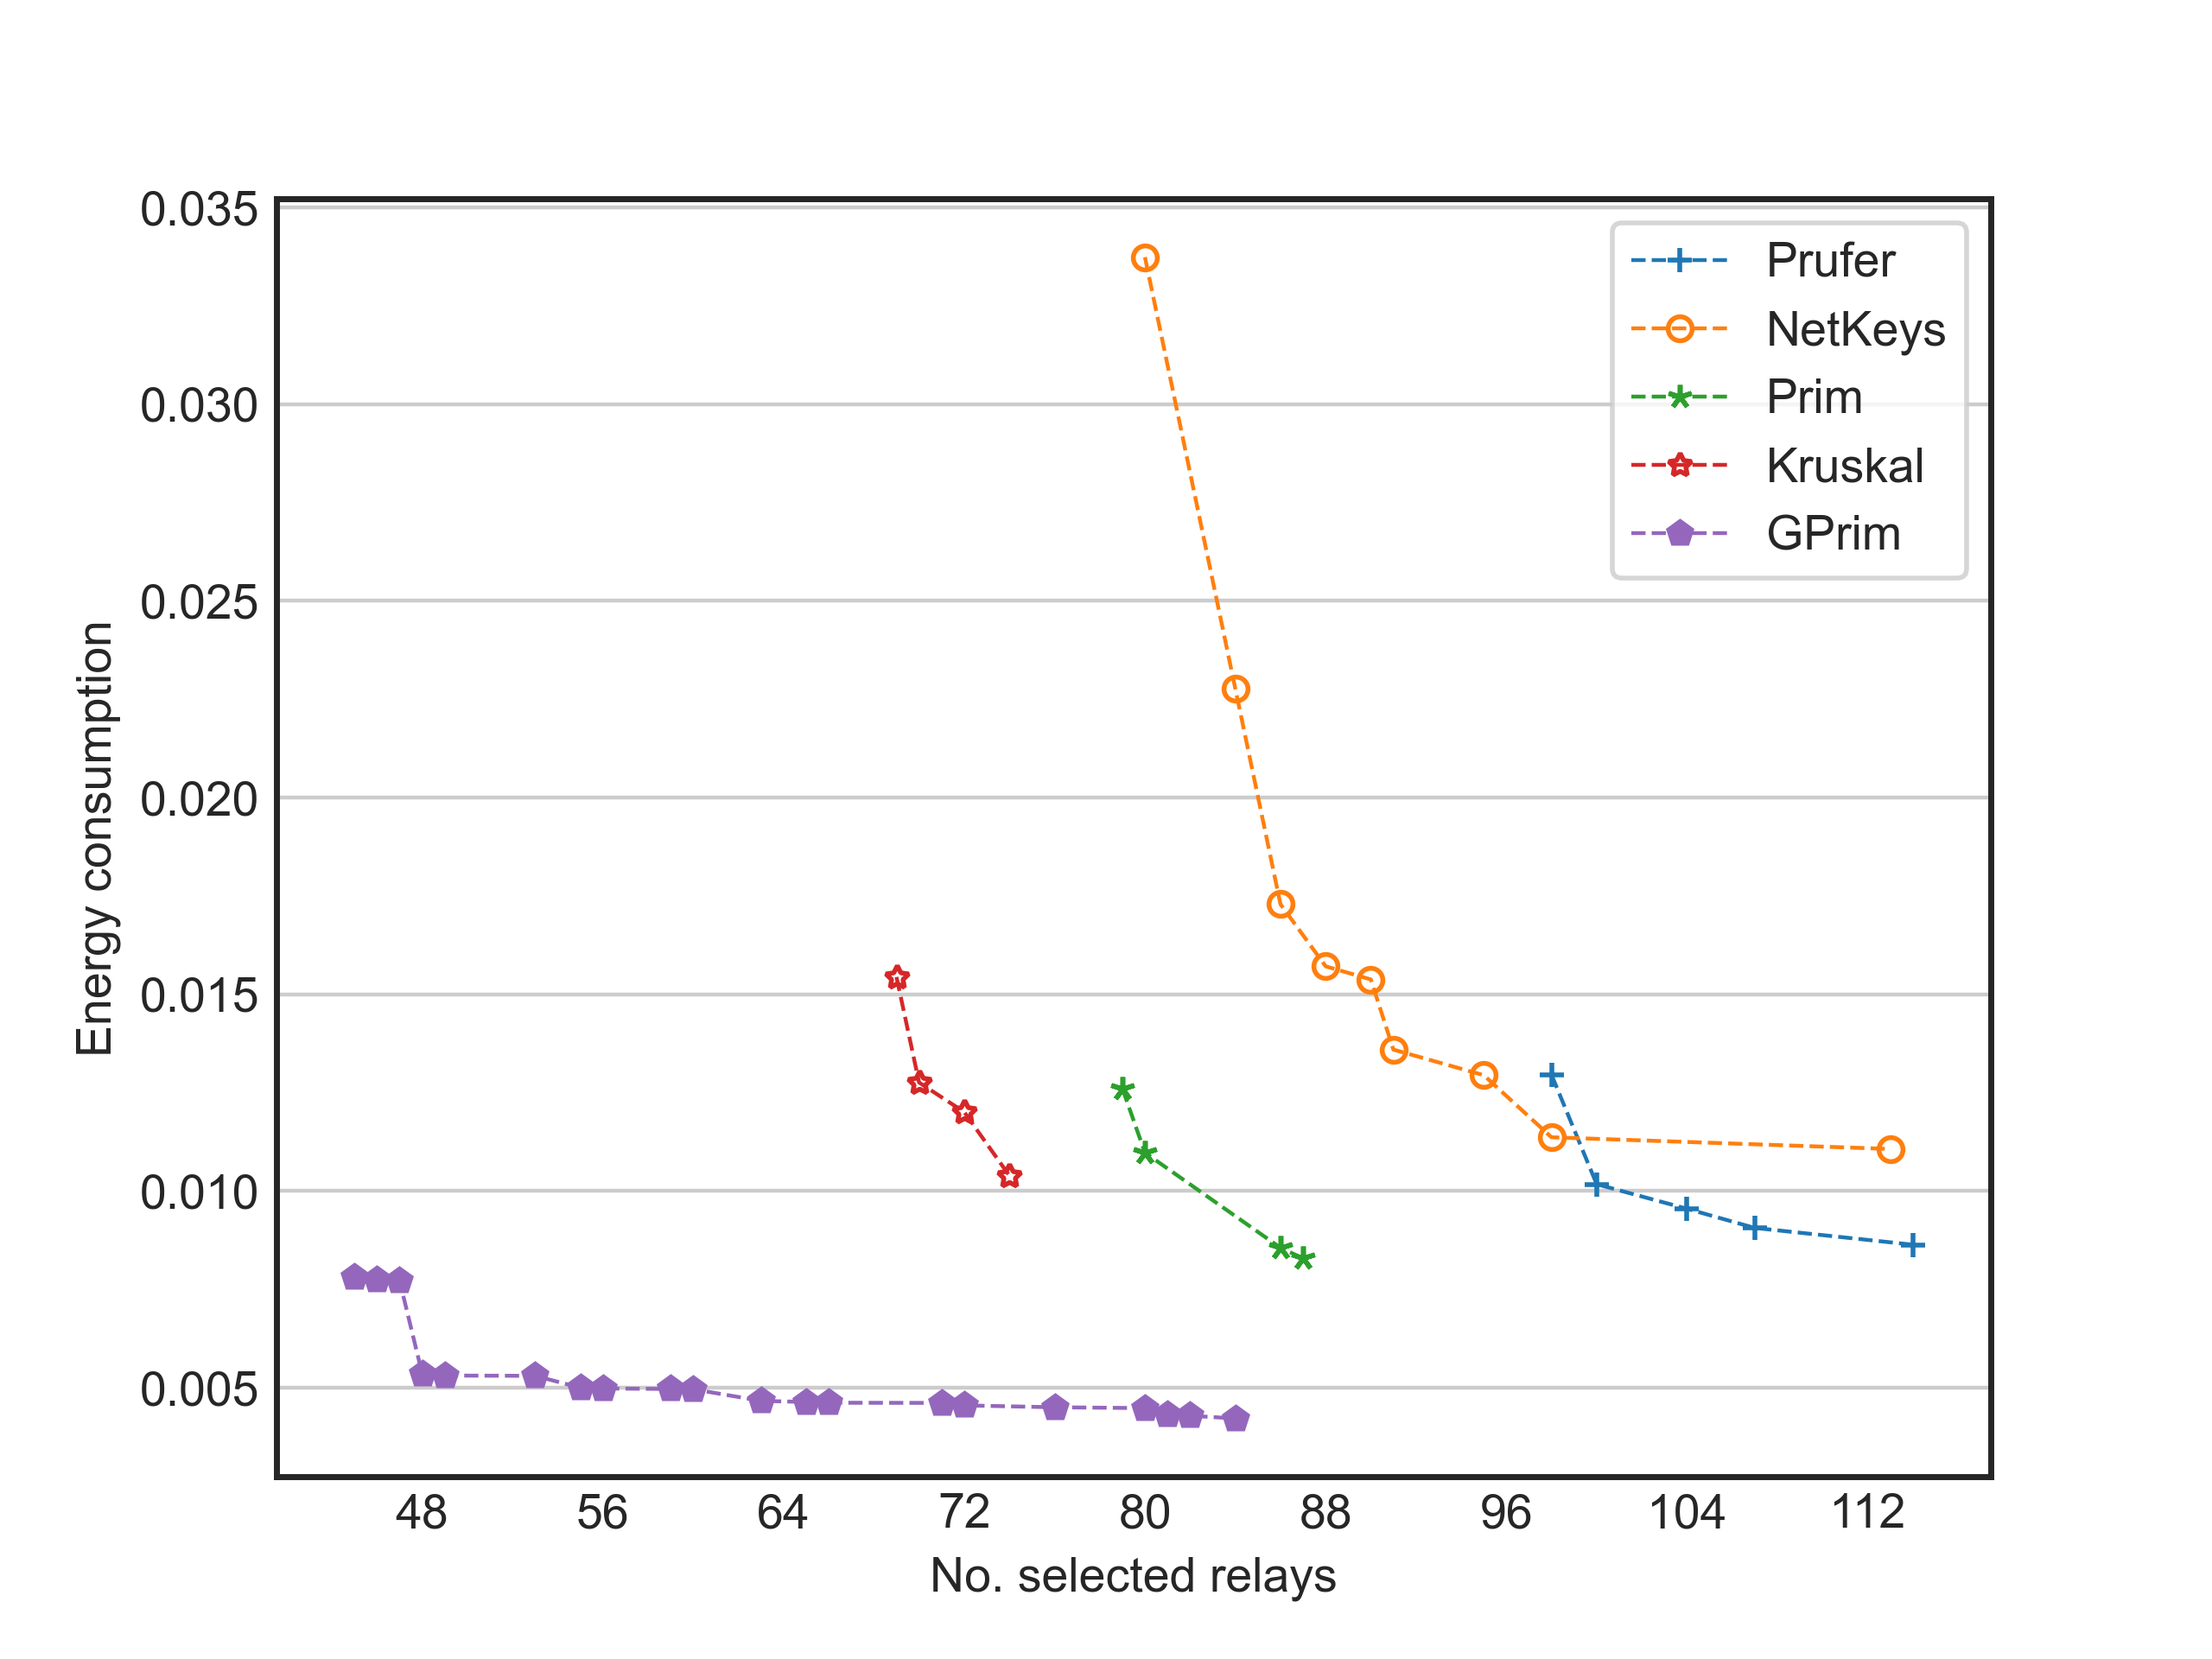 0.035
0.030
0.025
0.020
0.015
0.010
0.005
Energy consumption
48 56 64 72 80 88 96 104 112
No. selected relays
Prufer
NetKeys
Prim
Kruskal
GPrim